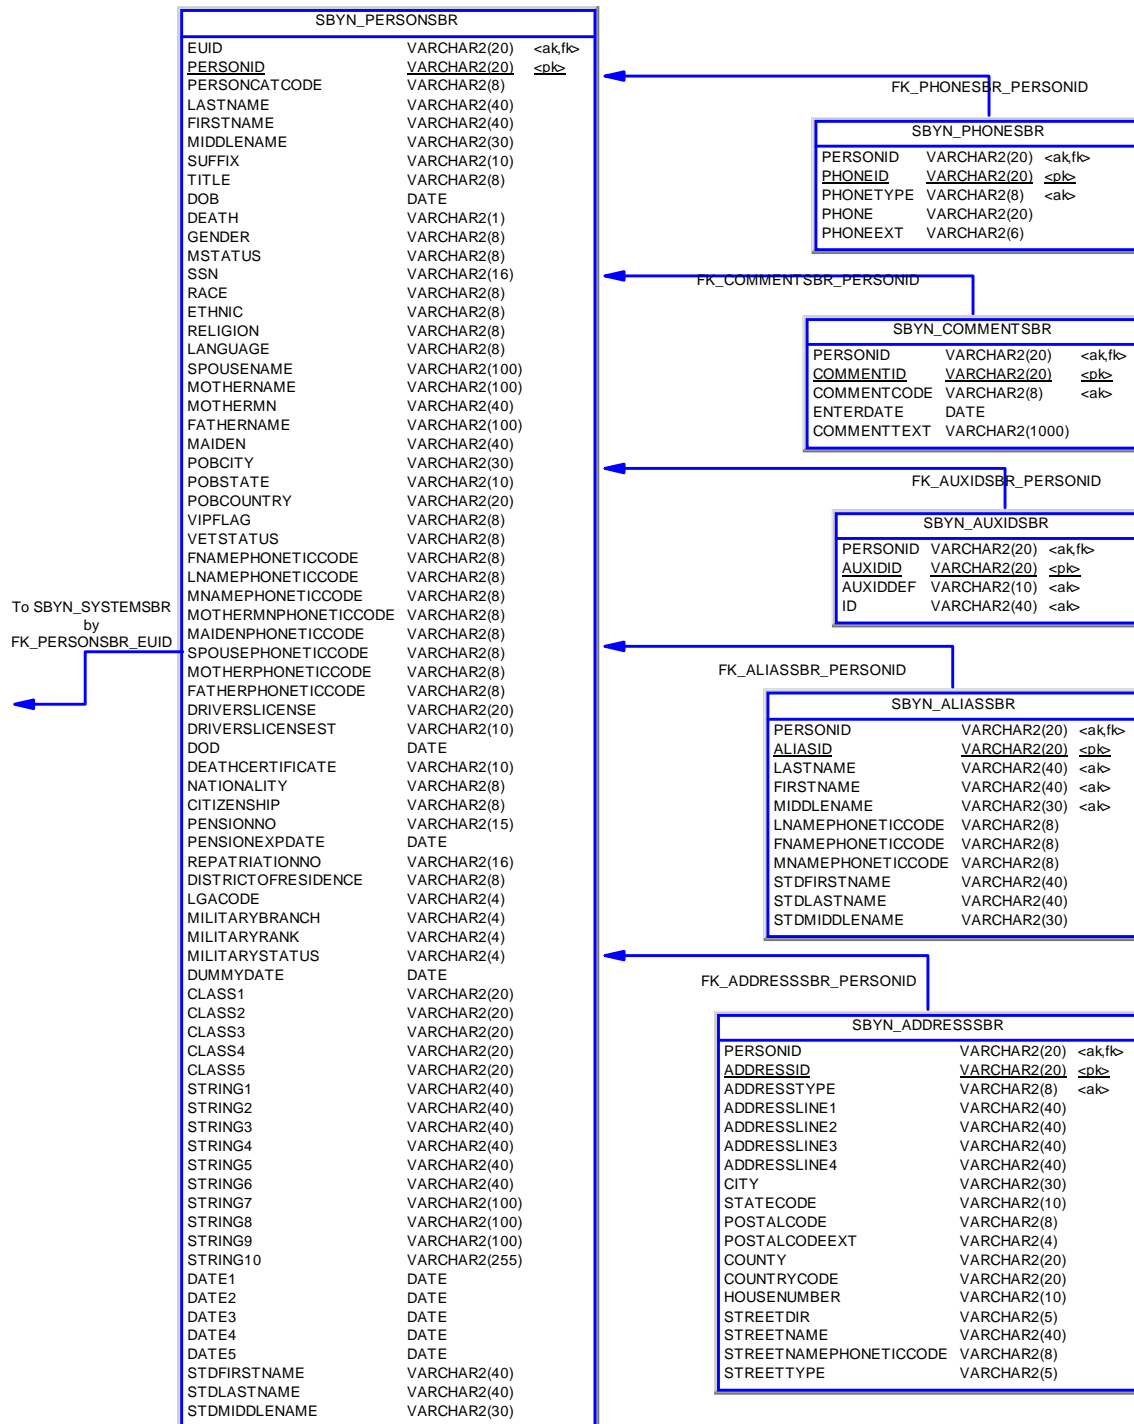 SBYN_PERSONSBR
EUID VARCHAR2(20) <ak,fk>
PERSONID VARCHAR2(20) <pk>
PERSONCATCODE VARCHAR2(8)
LASTNAME VARCHAR2(40)
FIRSTNAME VARCHAR2(40)
MIDDLENAME VARCHAR2(30)
SUFFIX VARCHAR2(10)
TITLE VARCHAR2(8)
DOB DATE
DEATH VARCHAR2(1)
GENDER VARCHAR2(8)
MSTATUS VARCHAR2(8)
SSN VARCHAR2(16)
RACE VARCHAR2(8)
ETHNIC VARCHAR2(8)
RELIGION VARCHAR2(8)
LANGUAGE VARCHAR2(8)
SPOUSENAME VARCHAR2(100)
MOTHERNAME VARCHAR2(100)
MOTHERMN VARCHAR2(40)
FATHERNAME VARCHAR2(100)
MAIDEN VARCHAR2(40)
POBCITY VARCHAR2(30)
POBSTATE VARCHAR2(10)
POBCOUNTRY VARCHAR2(20)
VIPFLAG VARCHAR2(8)
VETSTATUS VARCHAR2(8)
FNAMEPHONETICCODE VARCHAR2(8)
LNAMEPHONETICCODE VARCHAR2(8)
MNAMEPHONETICCODE VARCHAR2(8)
MOTHERMNPHONETICCODE VARCHAR2(8)
MAIDENPHONETICCODE VARCHAR2(8)
SPOUSEPHONETICCODE VARCHAR2(8)
MOTHERPHONETICCODE VARCHAR2(8)
FATHERPHONETICCODE VARCHAR2(8)
DRIVERSLICENSE VARCHAR2(20)
DRIVERSLICENSEST VARCHAR2(10)
DOD DATE
DEATHCERTIFICATE VARCHAR2(10)
NATIONALITY VARCHAR2(8)
CITIZENSHIP VARCHAR2(8)
PENSIONNO VARCHAR2(15)
PENSIONEXPDATE DATE
REPATRIATIONNO VARCHAR2(16)
DISTRICTOFRESIDENCE VARCHAR2(8)
LGACODE VARCHAR2(4)
MILITARYBRANCH VARCHAR2(4)
MILITARYRANK VARCHAR2(4)
MILITARYSTATUS VARCHAR2(4)
DUMMYDATE DATE
CLASS1 VARCHAR2(20)
CLASS2 VARCHAR2(20)
CLASS3 VARCHAR2(20)
CLASS4 VARCHAR2(20)
CLASS5 VARCHAR2(20)
STRING1 VARCHAR2(40)
STRING2 VARCHAR2(40)
STRING3 VARCHAR2(40)
STRING4 VARCHAR2(40)
STRING5 VARCHAR2(40)
STRING6 VARCHAR2(40)
STRING7 VARCHAR2(100)
STRING8 VARCHAR2(100)
STRING9 VARCHAR2(100)
STRING10 VARCHAR2(255)
DATE1 DATE
DATE2 DATE
DATE3 DATE
DATE4 DATE
DATE5 DATE
STDFIRSTNAME VARCHAR2(40)
STDLASTNAME VARCHAR2(40)
STDMIDDLENAME VARCHAR2(30)
To SBYN_SYSTEMSBR
by
FK_PERSONSBR_EUID
FK_PHONESBR_PERSONID
SBYN_PHONESBR
PERSONID VARCHAR2(20) <ak,fk>
PHONEID VARCHAR2(20) <pk>
PHONETYPE VARCHAR2(8) <ak>
PHONE VARCHAR2(20)
PHONEEXT VARCHAR2(6)
FK_COMMENTSBR_PERSONID
SBYN_COMMENTSBR
PERSONID VARCHAR2(20) <ak,fk>
COMMENTID VARCHAR2(20) <pk>
COMMENTCODE VARCHAR2(8) <ak>
ENTERDATE DATE
COMMENTTEXT VARCHAR2(1000)
FK_AUXIDSBR_PERSONID
SBYN_AUXIDSBR
PERSONID VARCHAR2(20) <ak,fk>
AUXIDID VARCHAR2(20) <pk>
AUXIDDEF VARCHAR2(10) <ak>
ID VARCHAR2(40) <ak>
FK_ALIASSBR_PERSONID
SBYN_ALIASSBR
PERSONID VARCHAR2(20) <ak,fk>
ALIASID VARCHAR2(20) <pk>
LASTNAME VARCHAR2(40) <ak>
FIRSTNAME VARCHAR2(40) <ak>
MIDDLENAME VARCHAR2(30) <ak>
LNAMEPHONETICCODE VARCHAR2(8)
FNAMEPHONETICCODE VARCHAR2(8)
MNAMEPHONETICCODE VARCHAR2(8)
STDFIRSTNAME VARCHAR2(40)
STDLASTNAME VARCHAR2(40)
STDMIDDLENAME VARCHAR2(30)
FK_ADDRESSSBR_PERSONID
SBYN_ADDRESSSBR
PERSONID VARCHAR2(20) <ak,fk>
ADDRESSID VARCHAR2(20) <pk>
ADDRESSTYPE VARCHAR2(8) <ak>
ADDRESSLINE1 VARCHAR2(40)
ADDRESSLINE2 VARCHAR2(40)
ADDRESSLINE3 VARCHAR2(40)
ADDRESSLINE4 VARCHAR2(40)
CITY VARCHAR2(30)
STATECODE VARCHAR2(10)
POSTALCODE VARCHAR2(8)
POSTALCODEEXT VARCHAR2(4)
COUNTY VARCHAR2(20)
COUNTRYCODE VARCHAR2(20)
HOUSENUMBER VARCHAR2(10)
STREETDIR VARCHAR2(5)
STREETNAME VARCHAR2(40)
STREETNAMEPHONETICCODE VARCHAR2(8)
STREETTYPE VARCHAR2(5)